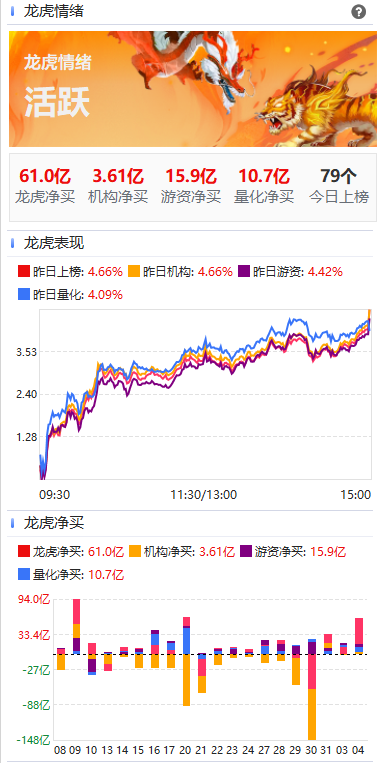 龙虎情绪 ?
龙虎情绪
活跃
61.0亿 3.61亿 15.9亿 10.7亿 79个
龙虎净买 机构净买 游资净买 量化净买 今日上榜
龙虎表现
昨日上榜: 4.66% 昨日机构: 4.66% 昨日游资: 4.42%
昨日量化: 4.09%
3.53
2.40
1.28
09:30 11:30/13:00 15:00
龙虎净买
龙虎净买: 61.0亿 机构净买: 3.61亿 游资净买: 15.9亿
量化净买: 10.7亿
94.0亿
33.4亿
-27亿
-88亿
-148亿
08 09 10 13 14 15 16 17 20 21 22 23 24 27 28 29 30 31 03 04